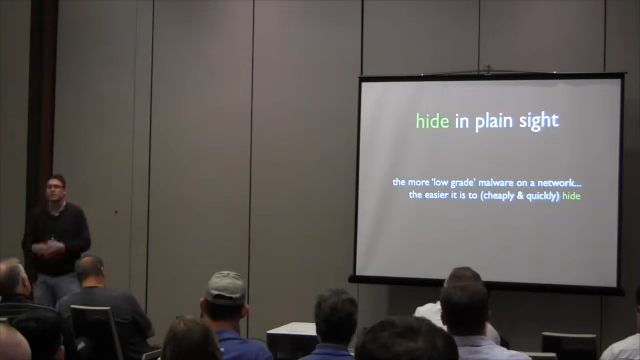 hide in plain sight
the more 'low grade' malware on a network...
the easier it is to (cheaply & quickly) hide